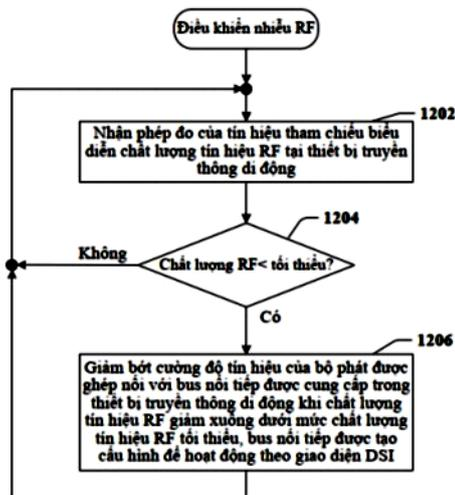 Điều khiển nhiễu RF
1202
Nhận phép đo của tín hiệu tham chiếu biểu
diễn chất lượng tín hiệu RF tại thiết bị truyền
thông di động
1204
Không
Chất lượng RF< tối thiểu?
Có
1206
Giảm bớt cường độ tín hiệu của bộ phát được
ghép nối với bus nối tiếp được cung cấp trong
thiết bị truyền thông di động khi chất lượng
tín hiệu RF giảm xuống dưới mức chất lượng
tín hiệu RF tối thiểu, bus nối tiếp được tạo
cấu hình để hoạt động theo giao diện DSI